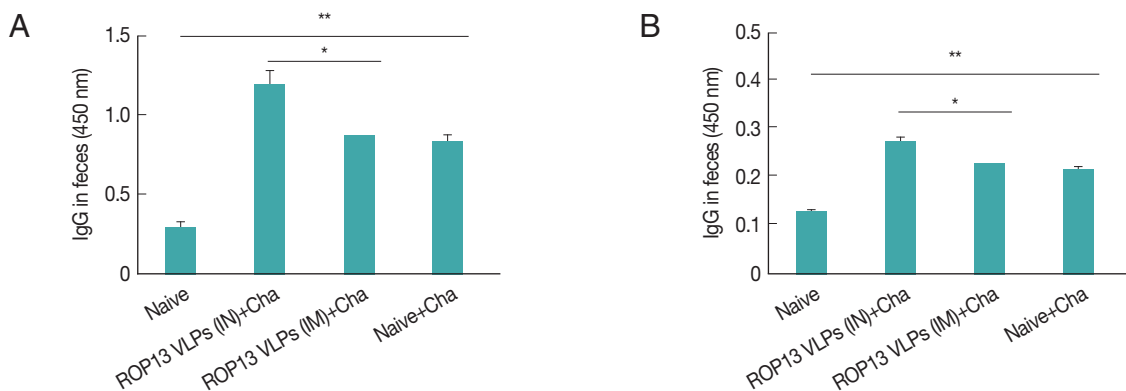 A
IgG in feces (450 nm)
1.5
1.0
0.5
0
**
*
Naive
ROP13 VLPs (IN)+Cha
ROP13 VLPs (IM)+Cha
Naive+Cha
B
IgG in feces (450 nm)
0.5
0.4
0.3
0.2
0.1
0
**
*
Naive
ROP13 VLPs (IN)+Cha
ROP13 VLPs (IM)+Cha
Naive+Cha